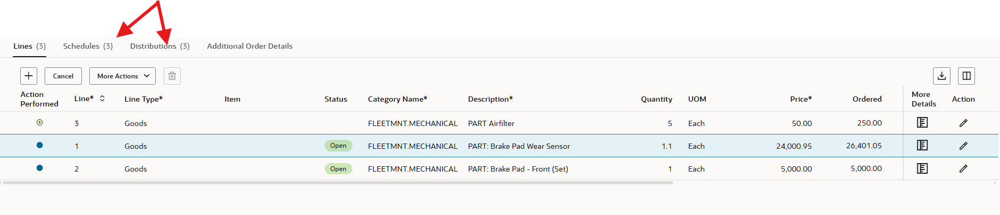 Lines (3) Schedules (3) Distributions (3) Additional Order Details
Cancel More Actions
Action Performed Line* Line Type* Item Status Category Name* Description* Quantity UOM Price* Ordered More Details Action
3 Goods FLEETMNT.MECHANICAL PART Airfilter 5 Each 50.00 250.00
1 Goods Open FLEETMNT.MECHANICAL PART: Brake Pad Wear Sensor 1.1 Each 24,000.95 26,401.05
2 Goods Open FLEETMNT.MECHANICAL PART: Brake Pad - Front (Set) 1 Each 5,000.00 5,000.00